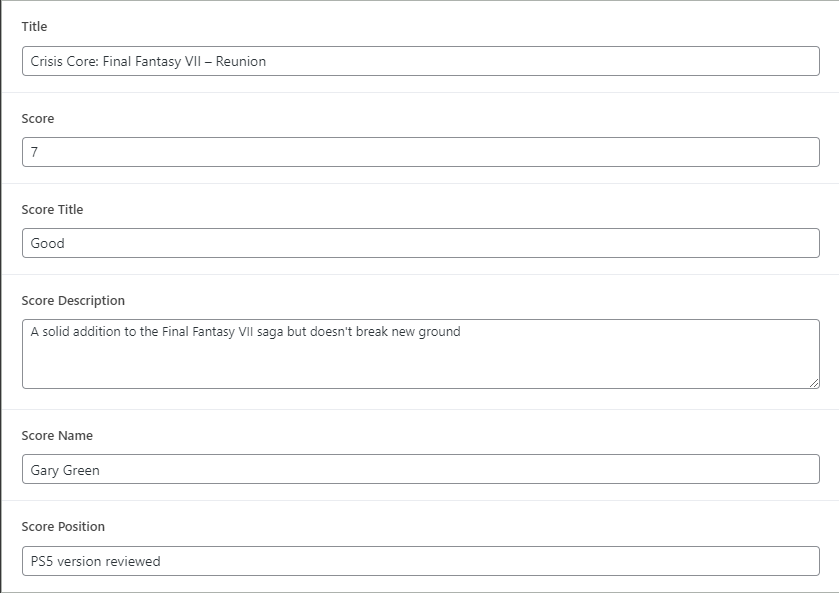 Title
Crisis Core: Final Fantasy VII – Reunion
Score
7
Score Title
Good
Score Description
A solid addition to the Final Fantasy VII saga but doesn't break new ground
Score Name
Gary Green
Score Position
PS5 version reviewed